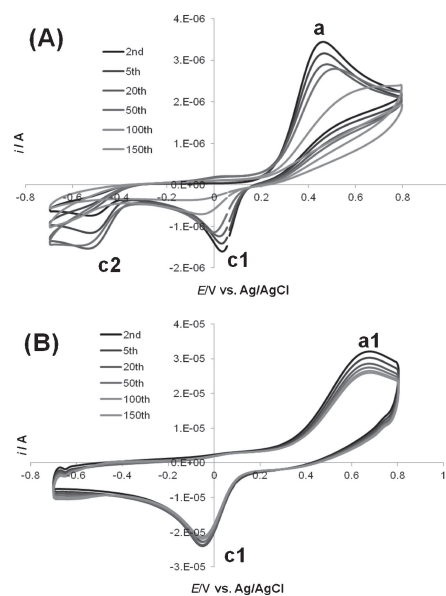 (A)
a
2nd
5th
20th
50th
100th
150th
i / A
4.E-06
3.E-06
2.E-06
1.E-06
0.E+00
-1.E-06
-2.E-06
-0.8 -0.6 -0.4 -0.2 0 0.2 0.4 0.6 0.8 1
c2
c1
E/V vs. Ag/AgCl
(B)
a1
2nd
5th
20th
50th
100th
150th
i / A
4.E-05
3.E-05
2.E-05
1.E-05
0.E+00
-1.E-05
-2.E-05
-3.E-05
-0.8 -0.6 -0.4 -0.2 0 0.2 0.4 0.6 0.8 1
c1
E/V vs. Ag/AgCl